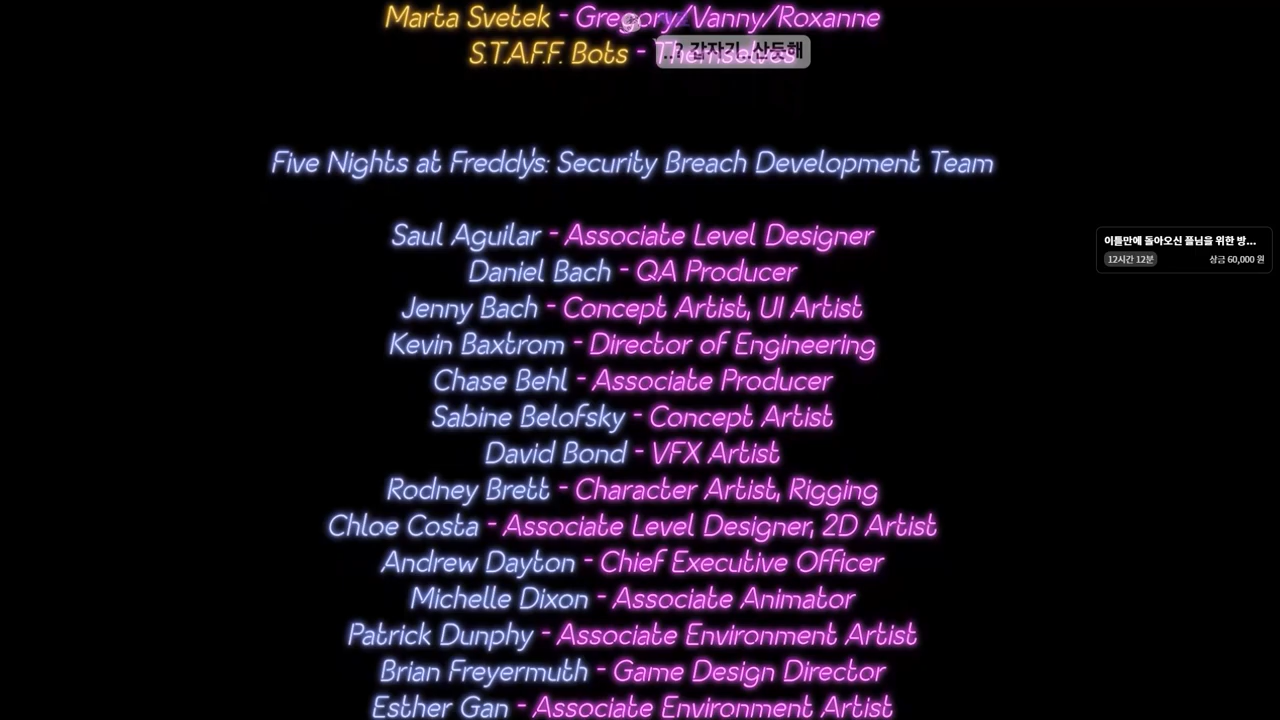 Marta Svetek - Gregory/Vanny/Roxanne
S.T.A.F.F. Bots - Themselves
..? 갑자기...산듯해
Five Nights at Freddy's: Security Breach Development Team
Saul Aguilar - Associate Level Designer
이틀만에 돌아오신 플님을 위한 방...
12시간 12분 상금 60,000 원
Daniel Bach - QA Producer
Jenny Bach - Concept Artist, UI Artist
Kevin Baxtrom - Director of Engineering
Chase Behl - Associate Producer
Sabine Belofsky - Concept Artist
David Bond - VFX Artist
Rodney Brett - Character Artist, Rigging
Chloe Costa - Associate Level Designer, 2D Artist
Andrew Dayton - Chief Executive Officer
Michelle Dixon - Associate Animator
Patrick Dunphy - Associate Environment Artist
Brian Freyermuth - Game Design Director
Esther Gan - Associate Environment Artist